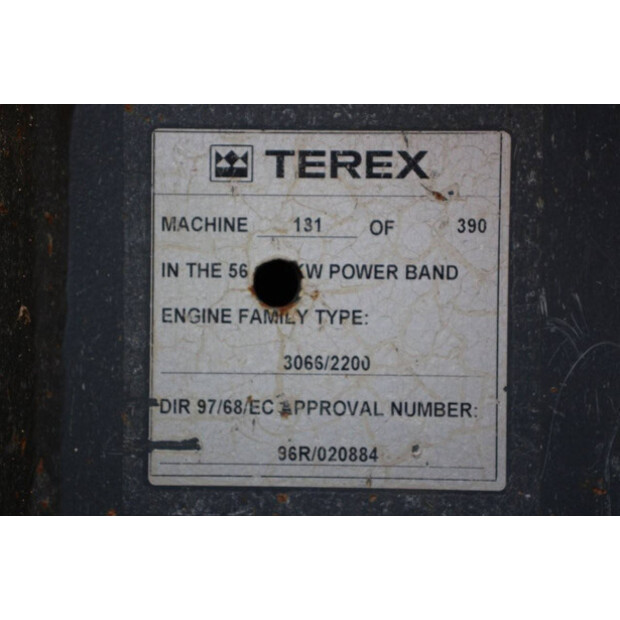 TEREX
MACHINE 131 OF 390
IN THE 56 KW POWER BAND
ENGINE FAMILY TYPE:
3066/2200
DIR 97/68/EC APPROVAL NUMBER:
96R/020884